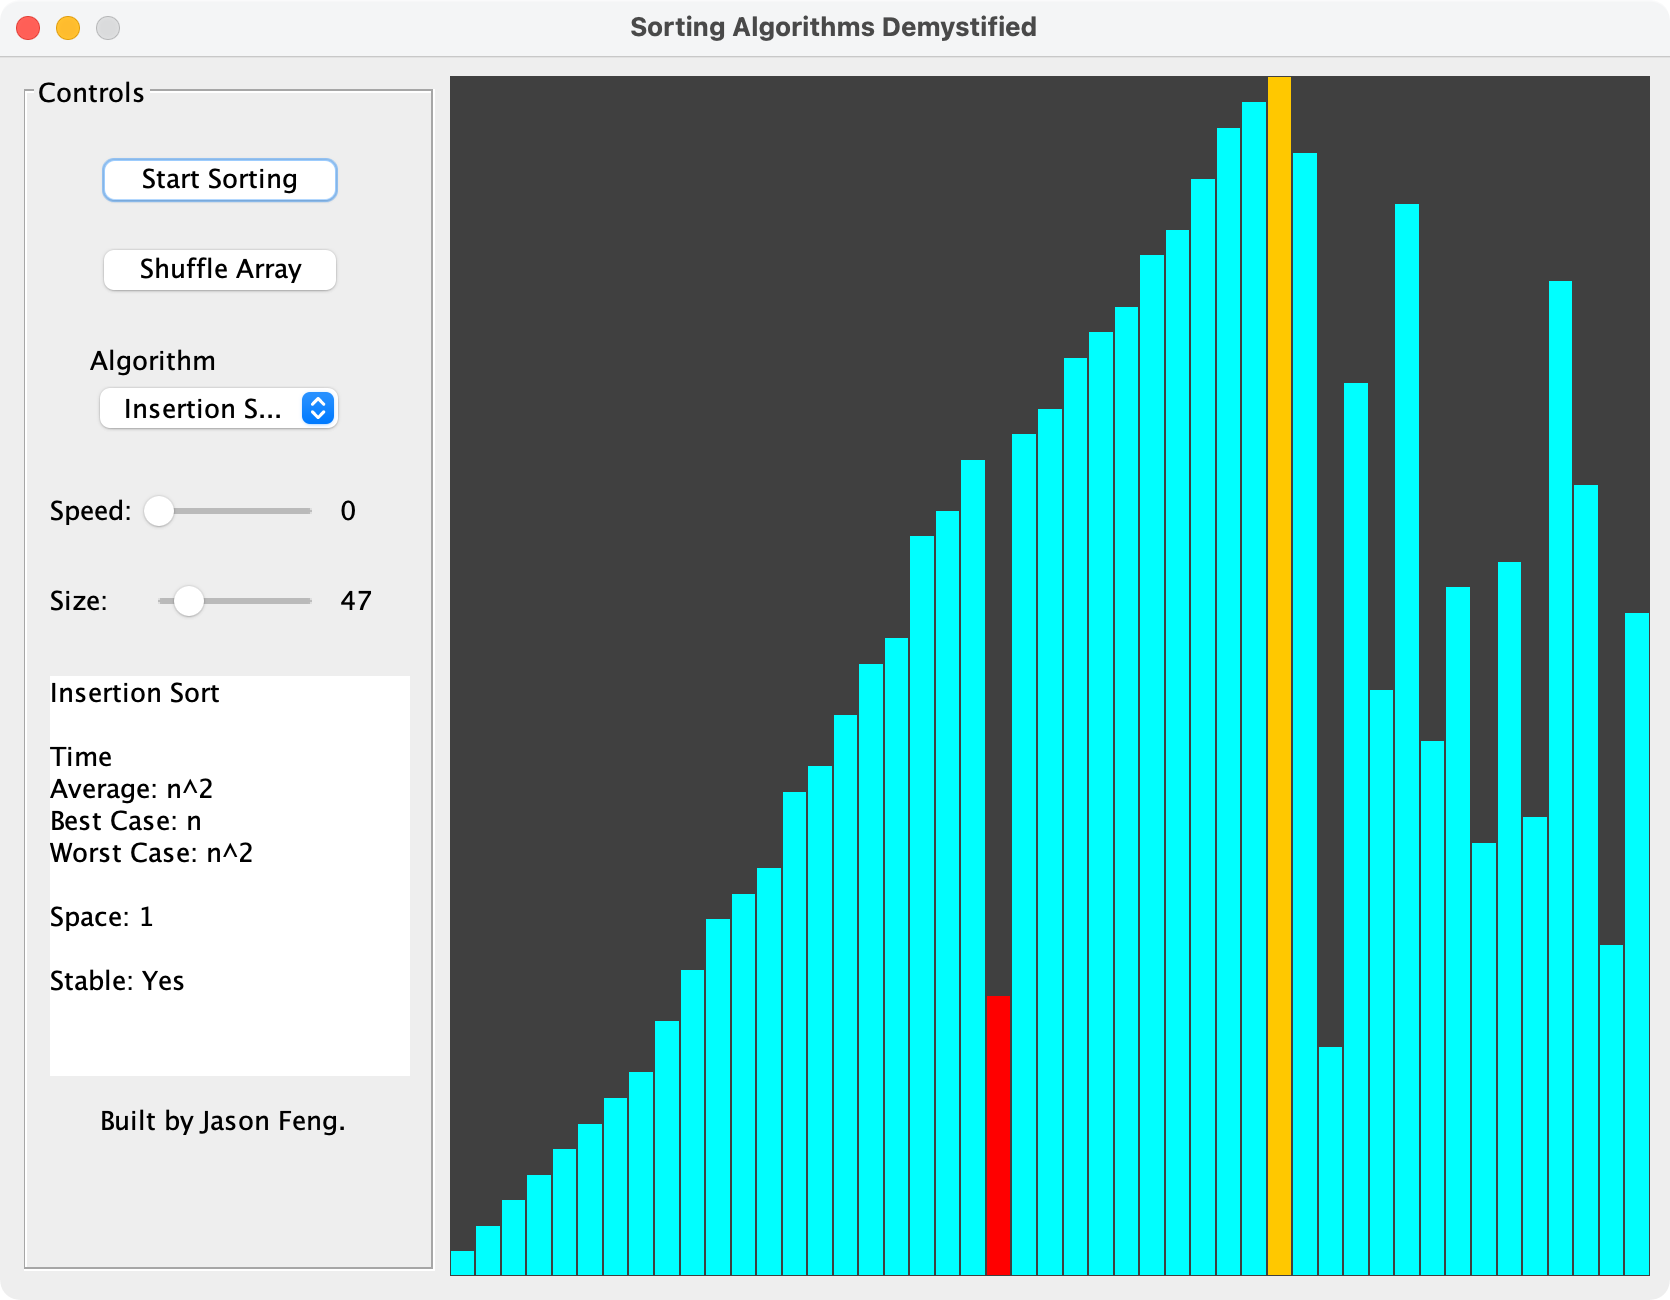 Sorting Algorithms Demystified
Controls
Start Sorting
Shuffle Array
Algorithm
Insertion S...
Speed: 0
Size: 47
Insertion Sort
Time
Average: n^2
Best Case: n
Worst Case: n^2
Space: 1
Stable: Yes
Built by Jason Feng.